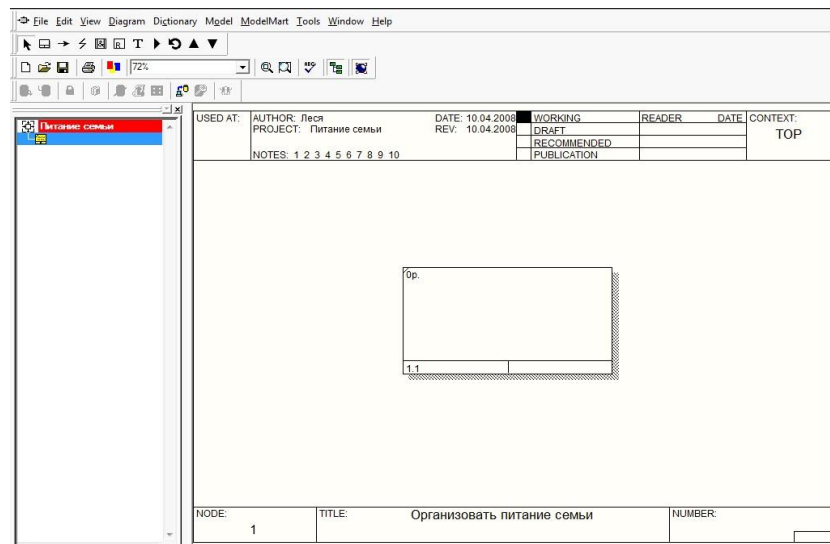 File Edit View Diagram Dictionary Model ModelMart Tools Window Help
72%
Питание семьи
USED AT: AUTHOR: Леся DATE: 10.04.2008 WORKING READER DATE CONTEXT:
PROJECT: Питание семьи REV: 10.04.2008 DRAFT TOP
RECOMMENDED
NOTES: 1 2 3 4 5 6 7 8 9 10 PUBLICATION
0р.
1.1
NODE: TITLE: Организовать питание семьи NUMBER:
1